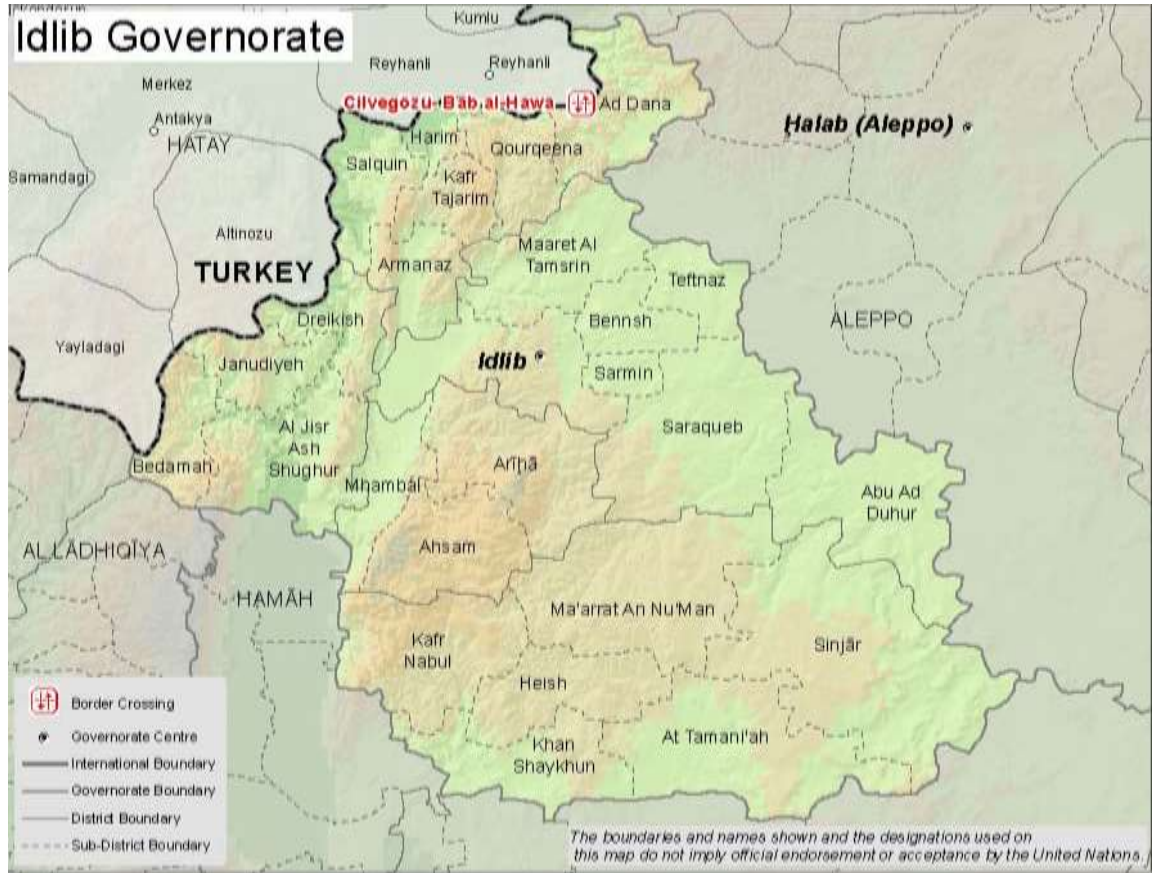 Kumlu
Idlib Governorate
Reyhanli
Reyhanli
Merkez
Cilvegozu-Bab al-Hawa
Ad Dana
Antakya
HATAY
Halab (Aleppo)
Harim
Qourqeena
Salquin
Kafr
Tajarim
Samandagi
Altinozu
Maaret Al
Tamsrin
TURKEY
Armanaz
Teftnaz
Dreikish
Bennsh
ALEPPO
Yayladagi
Janudiyeh
Idlib
Sarmin
Al Jisr
Ash
Shughur
Saraqueb
Bedamah
Arīḥā
Mhambal
Abu Ad
Duhur
AL LĀDHIQĪYA
Ahsam
HAMĀH
Ma'arrat An Nu'Man
Kafr
Nabul
Sinjār
Heish
Khan
Shaykhun
At Tamani'ah
Border Crossing
Governorate Centre
International Boundary
Governorate Boundary
District Boundary
Sub-District Boundary
The boundaries and names shown and the designations used on
this map do not imply official endorsement or acceptance by the United Nations.